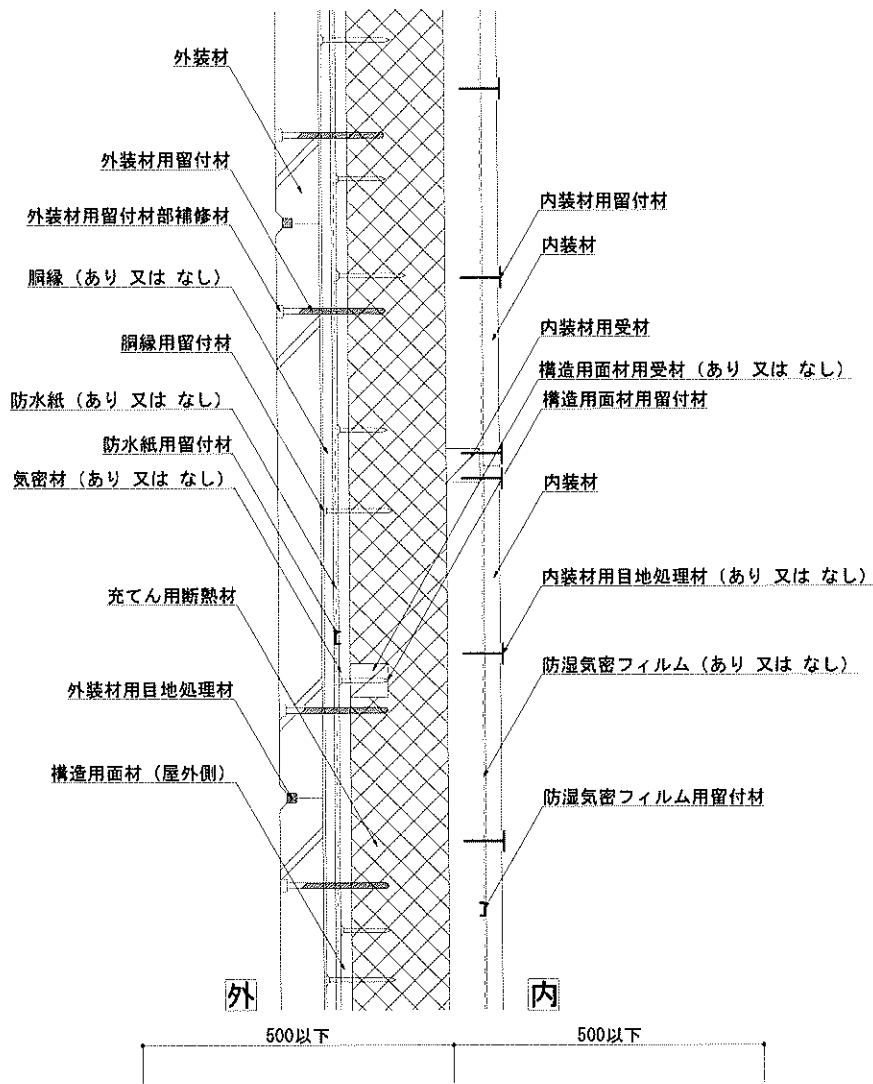 外装材
外装材用留付材
外装材用留付材部補修材
胴縁（あり 又は なし）
胴縁用留付材
防水紙（あり 又は なし）
防水紙用留付材
気密材（あり 又は なし）
充てん用断熱材
外装材用目地処理材
構造用面材（屋外側）
内装材用留付材
内装材
内装材用受材
構造用面材用受材（あり 又は なし）
構造用面材用留付材
内装材
内装材用目地処理材（あり 又は なし）
防湿気密フィルム（あり 又は なし）
防湿気密フィルム用留付材
外
内
500以下
500以下